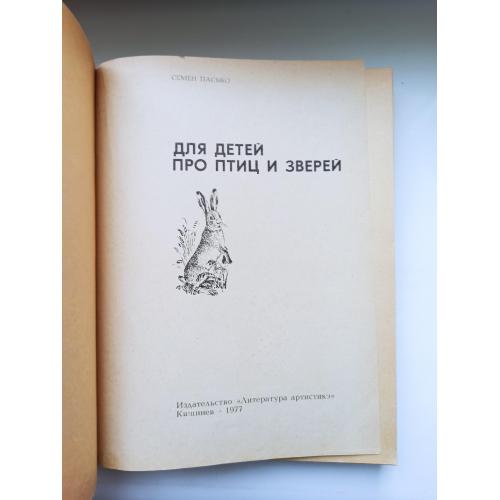 СЕМЕН ПАСЬКО
ДЛЯ ДЕТЕЙ
ПРО ПТИЦ И ЗВЕРЕЙ
Издательство «Литература артистикэ»
Кишинев - 1977